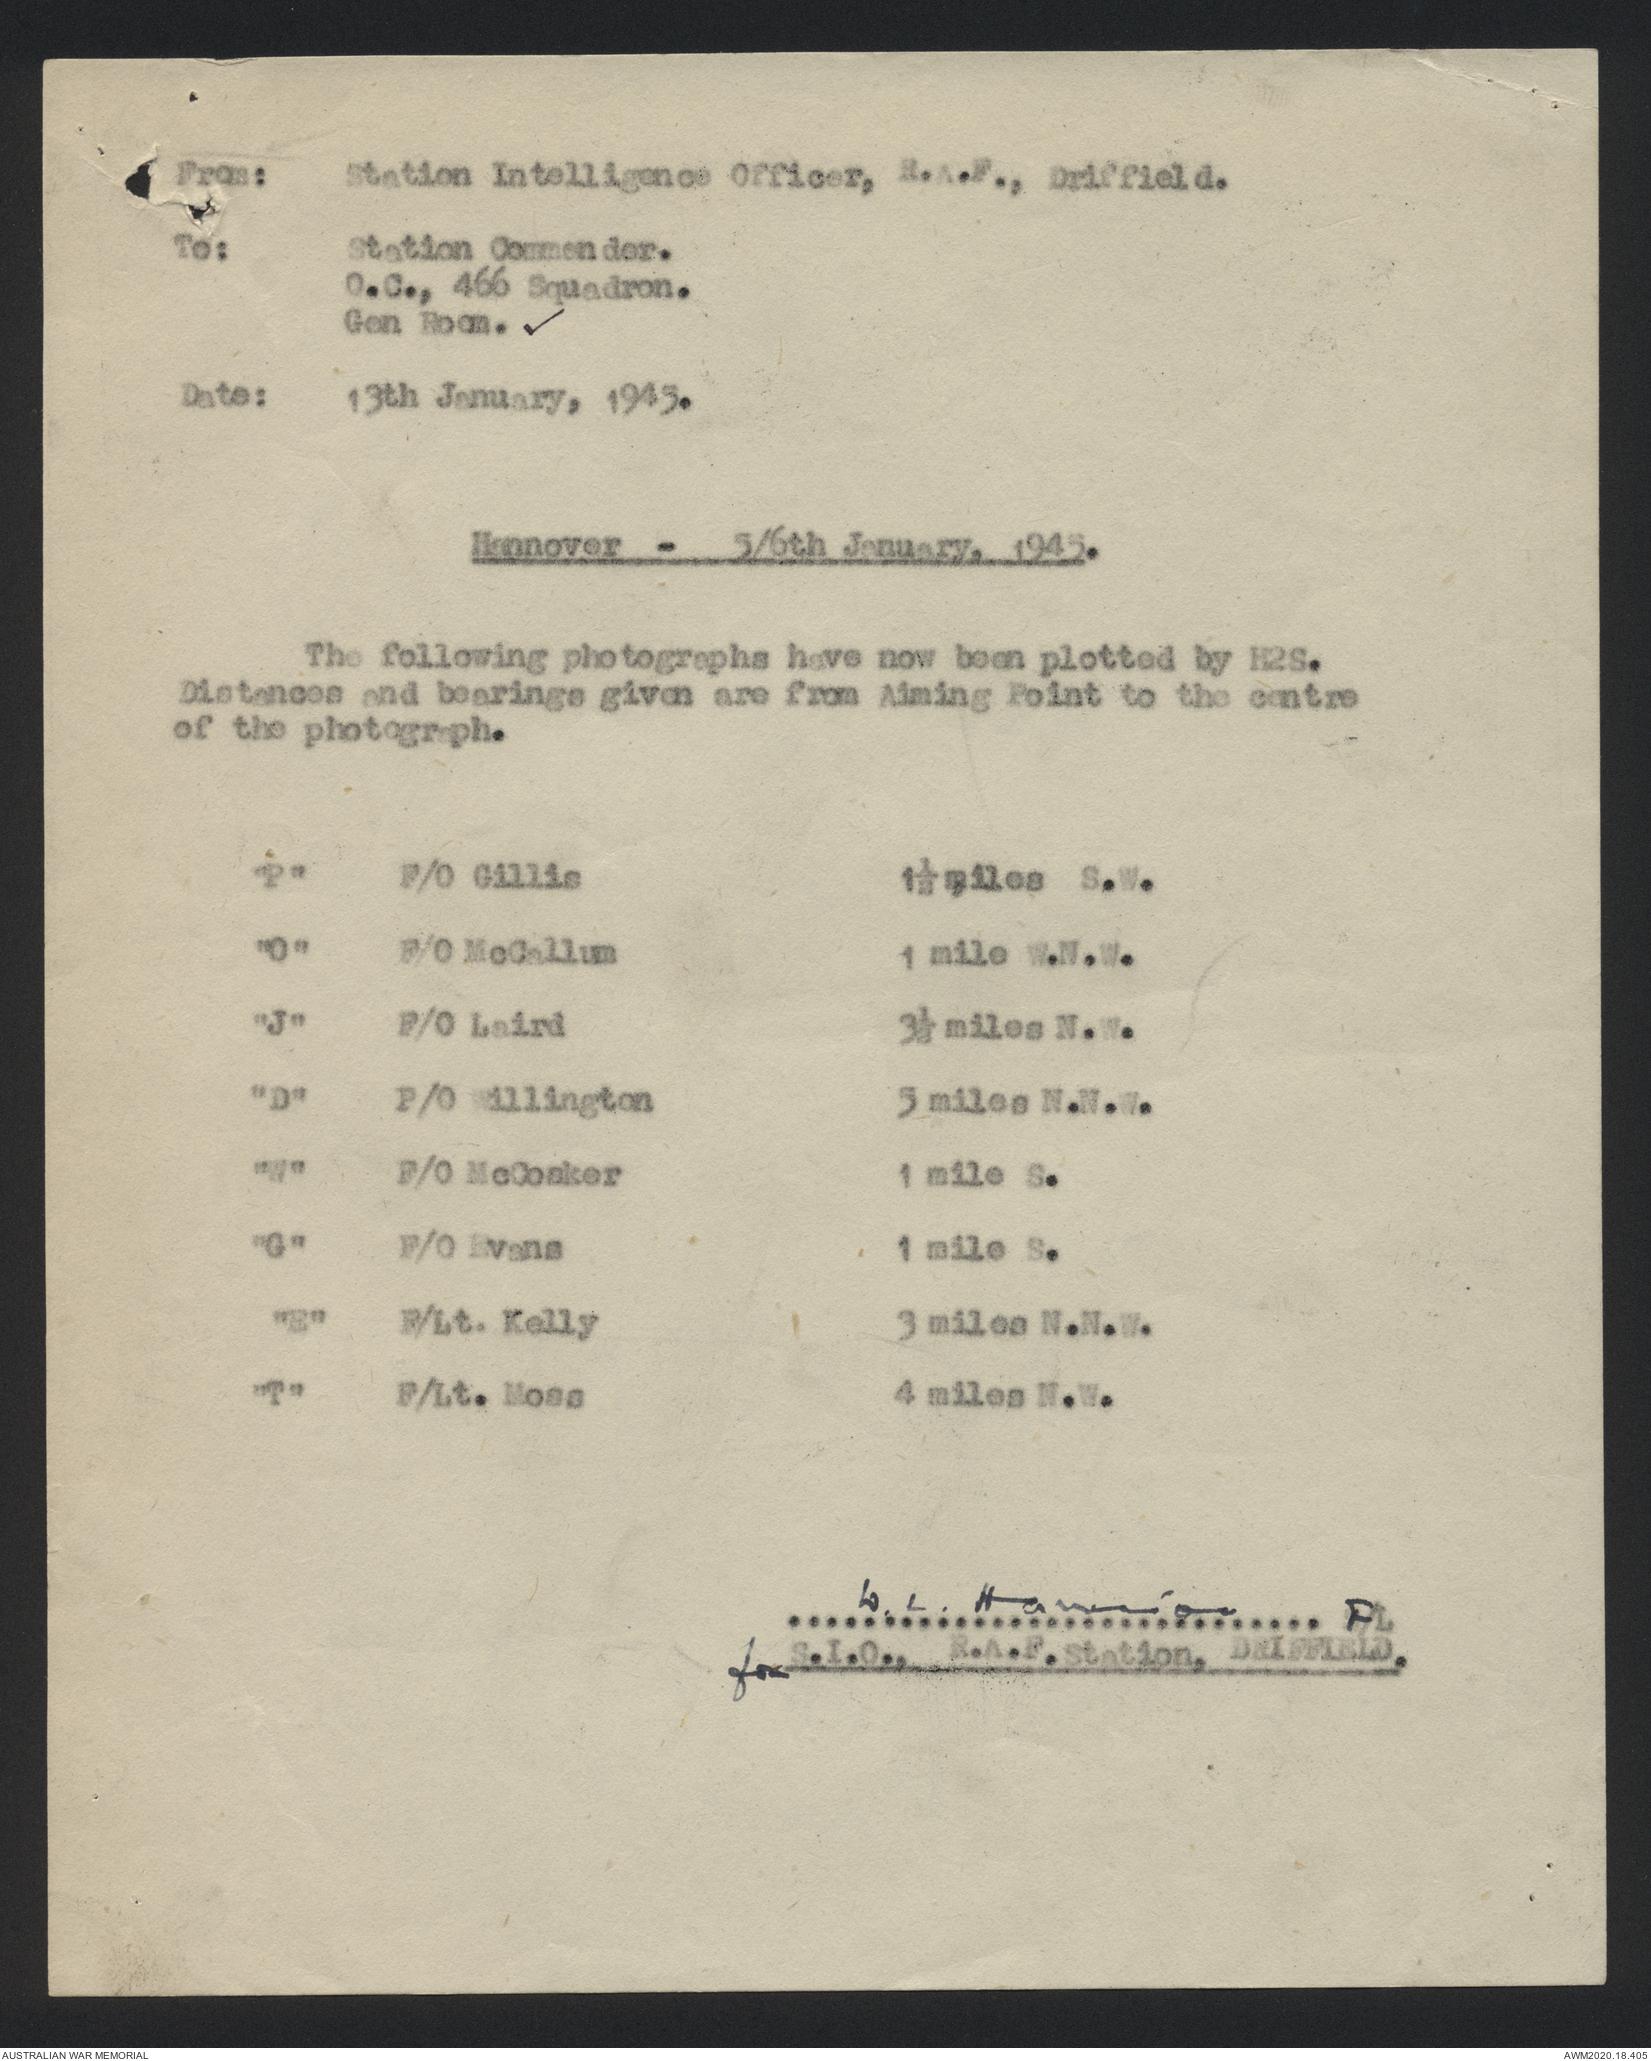 From: Station Intelligence Officer, R.A.F., Driffield.
To: Station Commander.
O.C., 466 Squadron.
Gen Room. ✓
Date: 13th January, 1945.
Hannover - 5/6th January, 1945.
The following photographs have now been plotted by H2S.
Distances and bearings given are from Aiming Point to the centre
of the photograph.
"P" F/O Gillis 1½ miles S.W.
"O" F/O McCallum 1 mile W.N.W.
"J" F/O Laird 3½ miles N.W.
"D" P/O Willington 5 miles N.N.W.
"W" F/O McCosker 1 mile S.
"G" F/O Evans 1 mile S.
"E" F/Lt. Kelly 3 miles N.N.W.
"T" F/Lt. Moss 4 miles N.W.
W. L. F/L
for S.I.O., R.A.F. Station, DRIFFIELD.
AUSTRALIAN WAR MEMORIAL
AWM2020.18.405